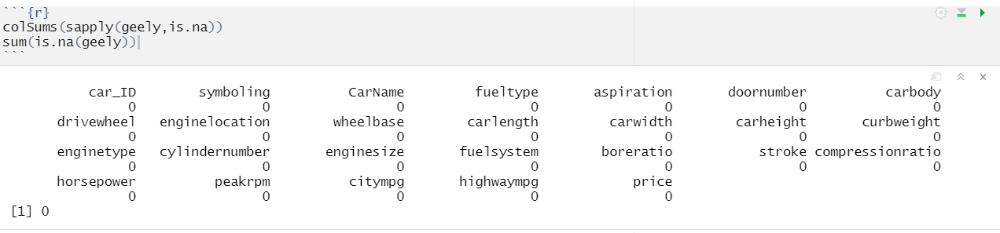 ```{r}
colSums(sapply(geely,is.na))
sum(is.na(geely))
```
car_ID symboling CarName fueltype aspiration doornumber carbody
0 0 0 0 0 0 0
drivewheel enginelocation wheelbase carlength carwidth carheight curbweight
0 0 0 0 0 0 0
enginetype cylindernumber enginesize fuelsystem boreratio stroke compressionratio
0 0 0 0 0 0 0
horsepower peakrpm citympg highwaympg price
0 0 0 0 0
[1] 0